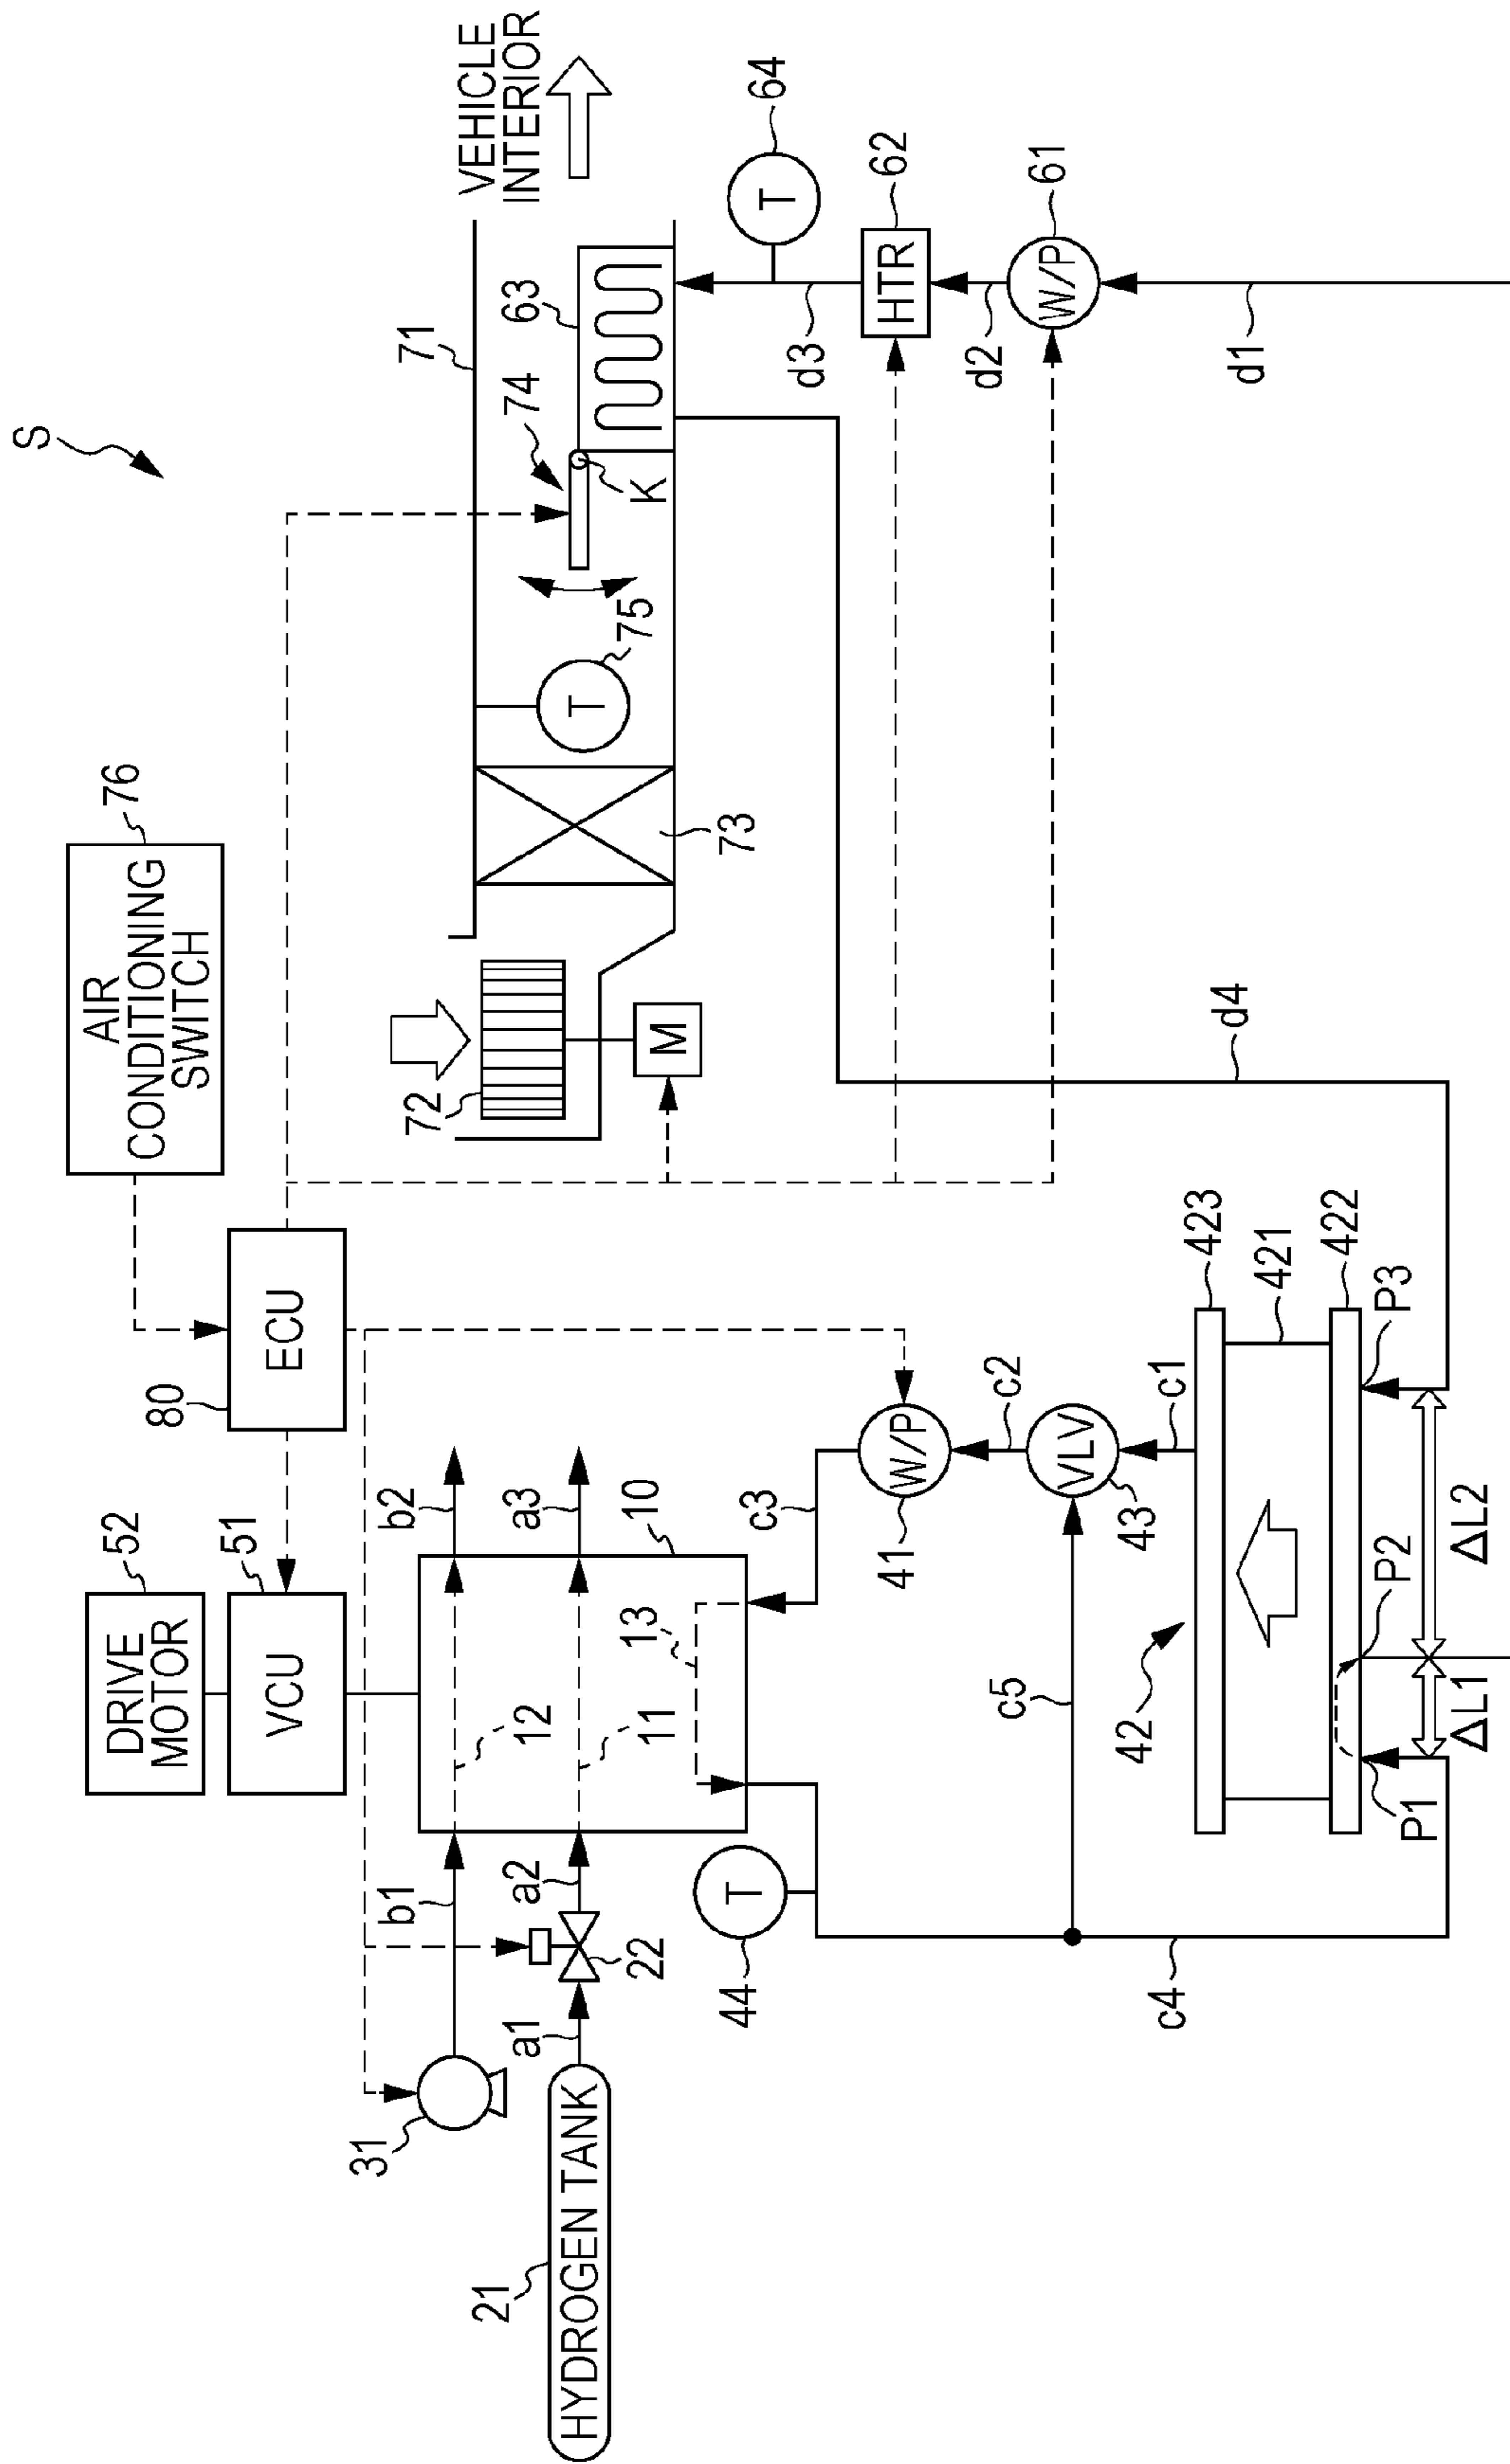 S
AIR
CONDITIONING
SWITCH
76
71
74
63
VEHICLE
INTERIOR
DRIVE
MOTOR
52
80
ECU
VCU
51
72
M
73
T
75
K
T
64
31
b1
12
b2
21
HYDROGEN TANK
a1
22
a2
11
a3
10
13
T
44
c3
W/P
41
c2
VLV
43
c1
c5
c4
d3
HTR
62
d2
W/P
61
d1
d4
42
423
421
422
P1
P2
P3
ΔL1
ΔL2